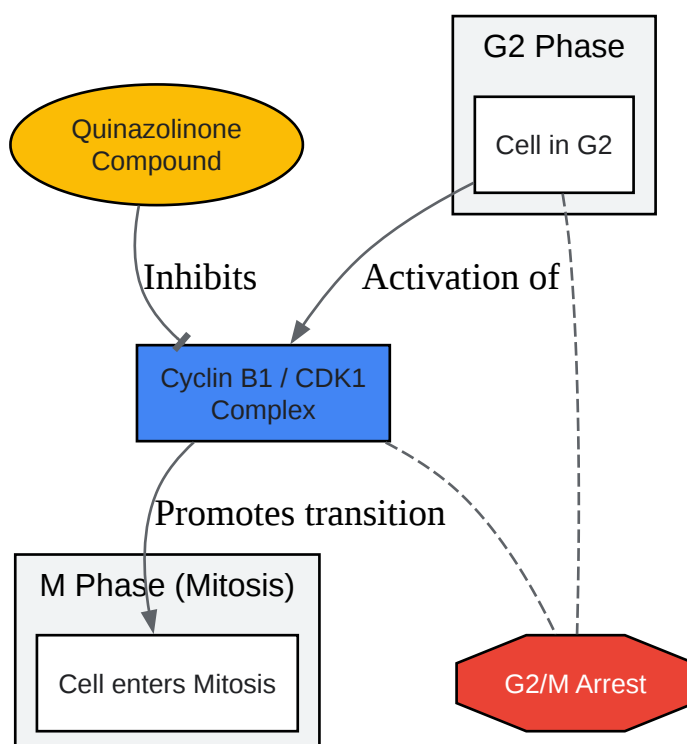 G2 Phase
Quinazolinone
Compound
Cell in G2
Inhibits
Activation of
Cyclin B1 / CDK1
Complex
Promotes transition
M Phase (Mitosis)
Cell enters Mitosis
G2/M Arrest